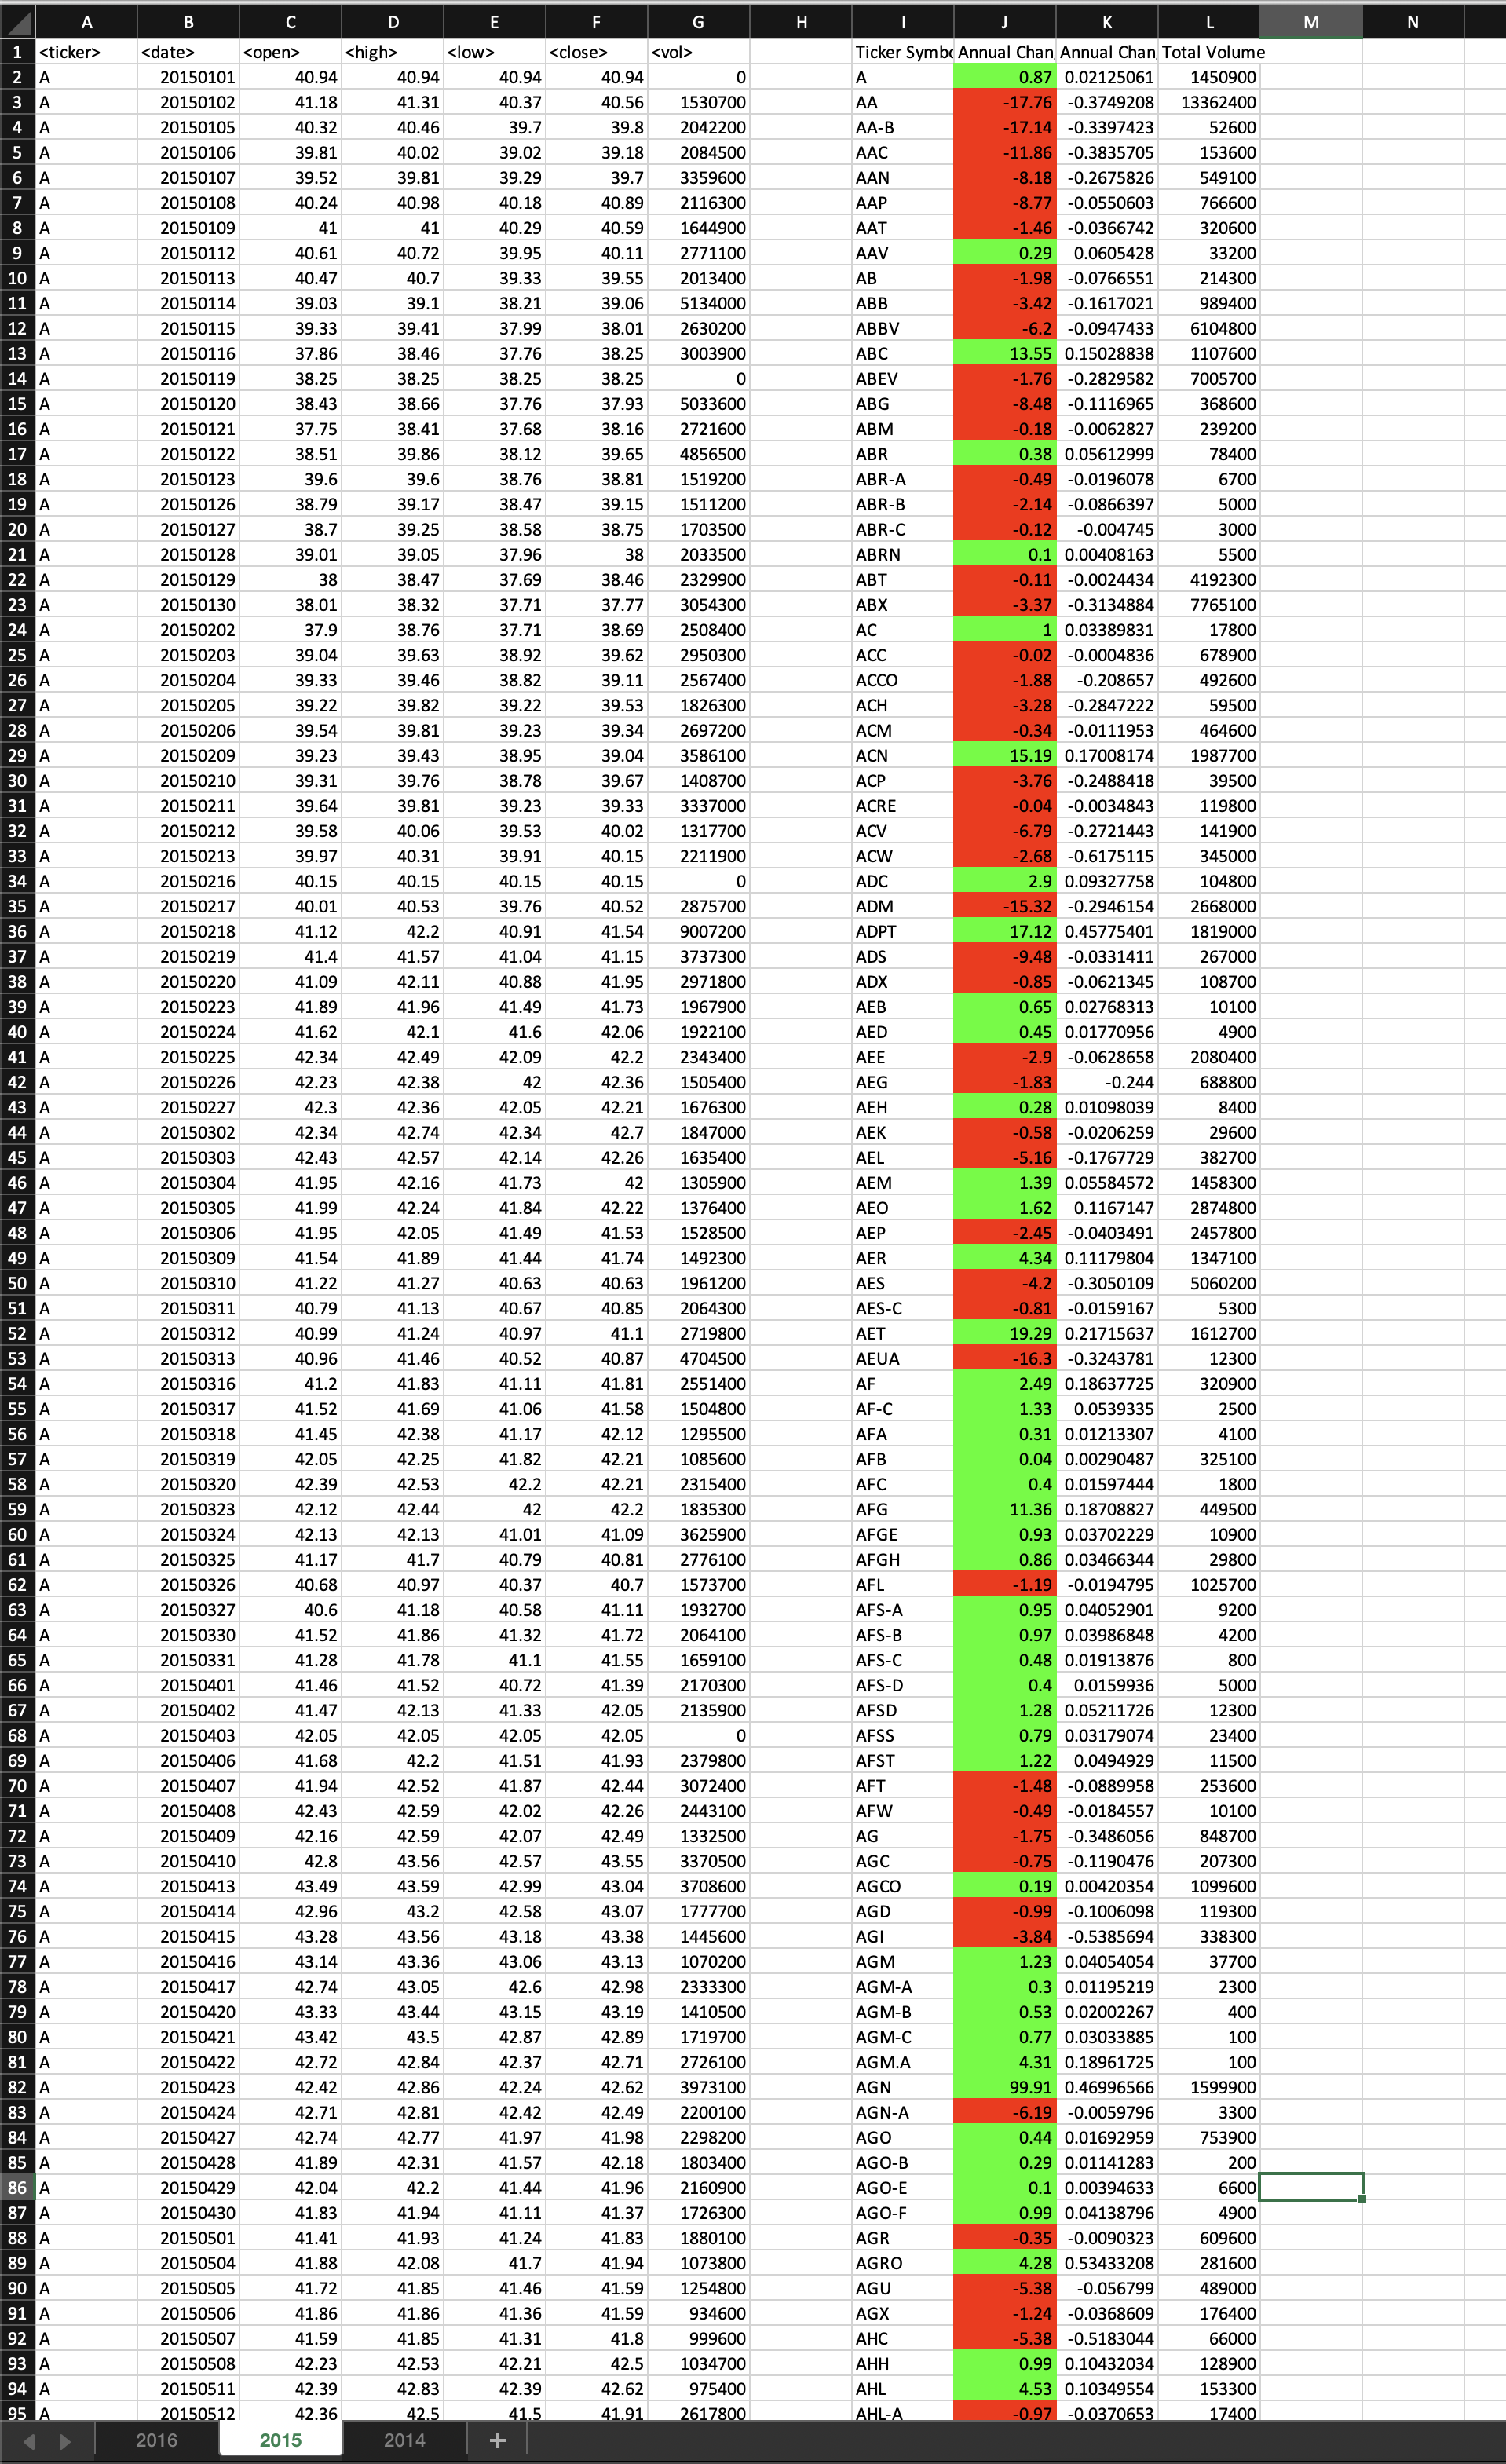 A B C D E F G H I J K L M N
1 <ticker> <date> <open> <high> <low> <close> <vol> Ticker Symbo Annual Chan Annual Chan Total Volume
2 A 20150101 40.94 40.94 40.94 40.94 0 A 0.87 0.02125061 1450900
3 A 20150102 41.18 41.31 40.37 40.56 1530700 AA -17.76 -0.3749208 13362400
4 A 20150105 40.32 40.46 39.7 39.8 2042200 AA-B -17.14 -0.3397423 52600
5 A 20150106 39.81 40.02 39.02 39.18 2084500 AAC -11.86 -0.3835705 153600
6 A 20150107 39.52 39.81 39.29 39.7 3359600 AAN -8.18 -0.2675826 549100
7 A 20150108 40.24 40.98 40.18 40.89 2116300 AAP -8.77 -0.0550603 766600
8 A 20150109 41 41 40.29 40.59 1644900 AAT -1.46 -0.0366742 320600
9 A 20150112 40.61 40.72 39.95 40.11 2771100 AAV 0.29 0.0605428 33200
10 A 20150113 40.47 40.7 39.33 39.55 2013400 AB -1.98 -0.0766551 214300
11 A 20150114 39.03 39.1 38.21 39.06 5134000 ABB -3.42 -0.1617021 989400
12 A 20150115 39.33 39.41 37.99 38.01 2630200 ABBV -6.2 -0.0947433 6104800
13 A 20150116 37.86 38.46 37.76 38.25 3003900 ABC 13.55 0.15028838 1107600
14 A 20150119 38.25 38.25 38.25 38.25 0 ABEV -1.76 -0.2829582 7005700
15 A 20150120 38.43 38.66 37.76 37.93 5033600 ABG -8.48 -0.1116965 368600
16 A 20150121 37.75 38.41 37.68 38.16 2721600 ABM -0.18 -0.0062827 239200
17 A 20150122 38.51 39.86 38.12 39.65 4856500 ABR 0.38 0.05612999 78400
18 A 20150123 39.6 39.6 38.76 38.81 1519200 ABR-A -0.49 -0.0196078 6700
19 A 20150126 38.79 39.17 38.47 39.15 1511200 ABR-B -2.14 -0.0866397 5000
20 A 20150127 38.7 39.25 38.58 38.75 1703500 ABR-C -0.12 -0.004745 3000
21 A 20150128 39.01 39.05 37.96 38 2033500 ABRN 0.1 0.00408163 5500
22 A 20150129 38 38.47 37.69 38.46 2329900 ABT -0.11 -0.0024434 4192300
23 A 20150130 38.01 38.32 37.71 37.77 3054300 ABX -3.37 -0.3134884 7765100
24 A 20150202 37.9 38.76 37.71 38.69 2508400 AC 1 0.03389831 17800
25 A 20150203 39.04 39.63 38.92 39.62 2950300 ACC -0.02 -0.0004836 678900
26 A 20150204 39.33 39.46 38.82 39.11 2567400 ACCO -1.88 -0.208657 492600
27 A 20150205 39.22 39.82 39.22 39.53 1826300 ACH -3.28 -0.2847222 59500
28 A 20150206 39.54 39.81 39.23 39.34 2697200 ACM -0.34 -0.0111953 464600
29 A 20150209 39.23 39.43 38.95 39.04 3586100 ACN 15.19 0.17008174 1987700
30 A 20150210 39.31 39.76 38.78 39.67 1408700 ACP -3.76 -0.2488418 39500
31 A 20150211 39.64 39.81 39.23 39.33 3337000 ACRE -0.04 -0.0034843 119800
32 A 20150212 39.58 40.06 39.53 40.02 1317700 ACV -6.79 -0.2721443 141900
33 A 20150213 39.97 40.31 39.91 40.15 2211900 ACW -2.68 -0.6175115 345000
34 A 20150216 40.15 40.15 40.15 40.15 0 ADC 2.9 0.09327758 104800
35 A 20150217 40.01 40.53 39.76 40.52 2875700 ADM -15.32 -0.2946154 2668000
36 A 20150218 41.12 42.2 40.91 41.54 9007200 ADPT 17.12 0.45775401 1819000
37 A 20150219 41.4 41.57 41.04 41.15 3737300 ADS -9.48 -0.0331411 267000
38 A 20150220 41.09 42.11 40.88 41.95 2971800 ADX -0.85 -0.0621345 108700
39 A 20150223 41.89 41.96 41.49 41.73 1967900 AEB 0.65 0.02768313 10100
40 A 20150224 41.62 42.1 41.6 42.06 1922100 AED 0.45 0.01770956 4900
41 A 20150225 42.34 42.49 42.09 42.2 2343400 AEE -2.9 -0.0628658 2080400
42 A 20150226 42.23 42.38 42 42.36 1505400 AEG -1.83 -0.244 688800
43 A 20150227 42.3 42.36 42.05 42.21 1676300 AEH 0.28 0.01098039 8400
44 A 20150302 42.34 42.74 42.34 42.7 1847000 AEK -0.58 -0.0206259 29600
45 A 20150303 42.43 42.57 42.14 42.26 1635400 AEL -5.16 -0.1767729 382700
46 A 20150304 41.95 42.16 41.73 42 1305900 AEM 1.39 0.05584572 1458300
47 A 20150305 41.99 42.24 41.84 42.22 1376400 AEO 1.62 0.1167147 2874800
48 A 20150306 41.95 42.05 41.49 41.53 1528500 AEP -2.45 -0.0403491 2457800
49 A 20150309 41.54 41.89 41.44 41.74 1492300 AER 4.34 0.11179804 1347100
50 A 20150310 41.22 41.27 40.63 40.63 1961200 AES -4.2 -0.3050109 5060200
51 A 20150311 40.79 41.13 40.67 40.85 2064300 AES-C -0.81 -0.0159167 5300
52 A 20150312 40.99 41.24 40.97 41.1 2719800 AET 19.29 0.21715637 1612700
53 A 20150313 40.96 41.46 40.52 40.87 4704500 AEUA -16.3 -0.3243781 12300
54 A 20150316 41.2 41.83 41.11 41.81 2551400 AF 2.49 0.18637725 320900
55 A 20150317 41.52 41.69 41.06 41.58 1504800 AF-C 1.33 0.0539335 2500
56 A 20150318 41.45 42.38 41.17 42.12 1295500 AFA 0.31 0.01213307 4100
57 A 20150319 42.05 42.25 41.82 42.21 1085600 AFB 0.04 0.00290487 325100
58 A 20150320 42.39 42.53 42.2 42.21 2315400 AFC 0.4 0.01597444 1800
59 A 20150323 42.12 42.44 42 42.2 1835300 AFG 11.36 0.18708827 449500
60 A 20150324 42.13 42.13 41.01 41.09 3625900 AFGE 0.93 0.03702229 10900
61 A 20150325 41.17 41.7 40.79 40.81 2776100 AFGH 0.86 0.03466344 29800
62 A 20150326 40.68 40.97 40.37 40.7 1573700 AFL -1.19 -0.0194795 1025700
63 A 20150327 40.6 41.18 40.58 41.11 1932700 AFS-A 0.95 0.04052901 9200
64 A 20150330 41.52 41.86 41.32 41.72 2064100 AFS-B 0.97 0.03986848 4200
65 A 20150331 41.28 41.78 41.1 41.55 1659100 AFS-C 0.48 0.01913876 800
66 A 20150401 41.46 41.52 40.72 41.39 2170300 AFS-D 0.4 0.0159936 5000
67 A 20150402 41.47 42.13 41.33 42.05 2135900 AFSD 1.28 0.05211726 12300
68 A 20150403 42.05 42.05 42.05 42.05 0 AFSS 0.79 0.03179074 23400
69 A 20150406 41.68 42.2 41.51 41.93 2379800 AFST 1.22 0.0494929 11500
70 A 20150407 41.94 42.52 41.87 42.44 3072400 AFT -1.48 -0.0889958 253600
71 A 20150408 42.43 42.59 42.02 42.26 2443100 AFW -0.49 -0.0184557 10100
72 A 20150409 42.16 42.59 42.07 42.49 1332500 AG -1.75 -0.3486056 848700
73 A 20150410 42.8 43.56 42.57 43.55 3370500 AGC -0.75 -0.1190476 207300
74 A 20150413 43.49 43.59 42.99 43.04 3708600 AGCO 0.19 0.00420354 1099600
75 A 20150414 42.96 43.2 42.58 43.07 1777700 AGD -0.99 -0.1006098 119300
76 A 20150415 43.28 43.56 43.18 43.38 1445600 AGI -3.84 -0.5385694 338300
77 A 20150416 43.14 43.36 43.06 43.13 1070200 AGM 1.23 0.04054054 37700
78 A 20150417 42.74 43.05 42.6 42.98 2333300 AGM-A 0.3 0.01195219 2300
79 A 20150420 43.33 43.44 43.15 43.19 1410500 AGM-B 0.53 0.02002267 400
80 A 20150421 43.42 43.5 42.87 42.89 1719700 AGM-C 0.77 0.03033885 100
81 A 20150422 42.72 42.84 42.37 42.71 2726100 AGM.A 4.31 0.18961725 100
82 A 20150423 42.42 42.86 42.24 42.62 3973100 AGN 99.91 0.46996566 1599900
83 A 20150424 42.71 42.81 42.42 42.49 2200100 AGN-A -6.19 -0.0059796 3300
84 A 20150427 42.74 42.77 41.97 41.98 2298200 AGO 0.44 0.01692959 753900
85 A 20150428 41.89 42.31 41.57 42.18 1803400 AGO-B 0.29 0.01141283 200
86 A 20150429 42.04 42.2 41.44 41.96 2160900 AGO-E 0.1 0.00394633 6600
87 A 20150430 41.83 41.94 41.11 41.37 1726300 AGO-F 0.99 0.04138796 4900
88 A 20150501 41.41 41.93 41.24 41.83 1880100 AGR -0.35 -0.0090323 609600
89 A 20150504 41.88 42.08 41.7 41.94 1073800 AGRO 4.28 0.53433208 281600
90 A 20150505 41.72 41.85 41.46 41.59 1254800 AGU -5.38 -0.056799 489000
91 A 20150506 41.86 41.86 41.36 41.59 934600 AGX -1.24 -0.0368609 176400
92 A 20150507 41.59 41.85 41.31 41.8 999600 AHC -5.38 -0.5183044 66000
93 A 20150508 42.23 42.53 42.21 42.5 1034700 AHH 0.99 0.10432034 128900
94 A 20150511 42.39 42.83 42.39 42.62 975400 AHL 4.53 0.10349554 153300
95 A 20150512 42.36 42.5 41.5 41.91 2617800 AHL-A -0.97 -0.0370653 17400
2016 2015 2014 +